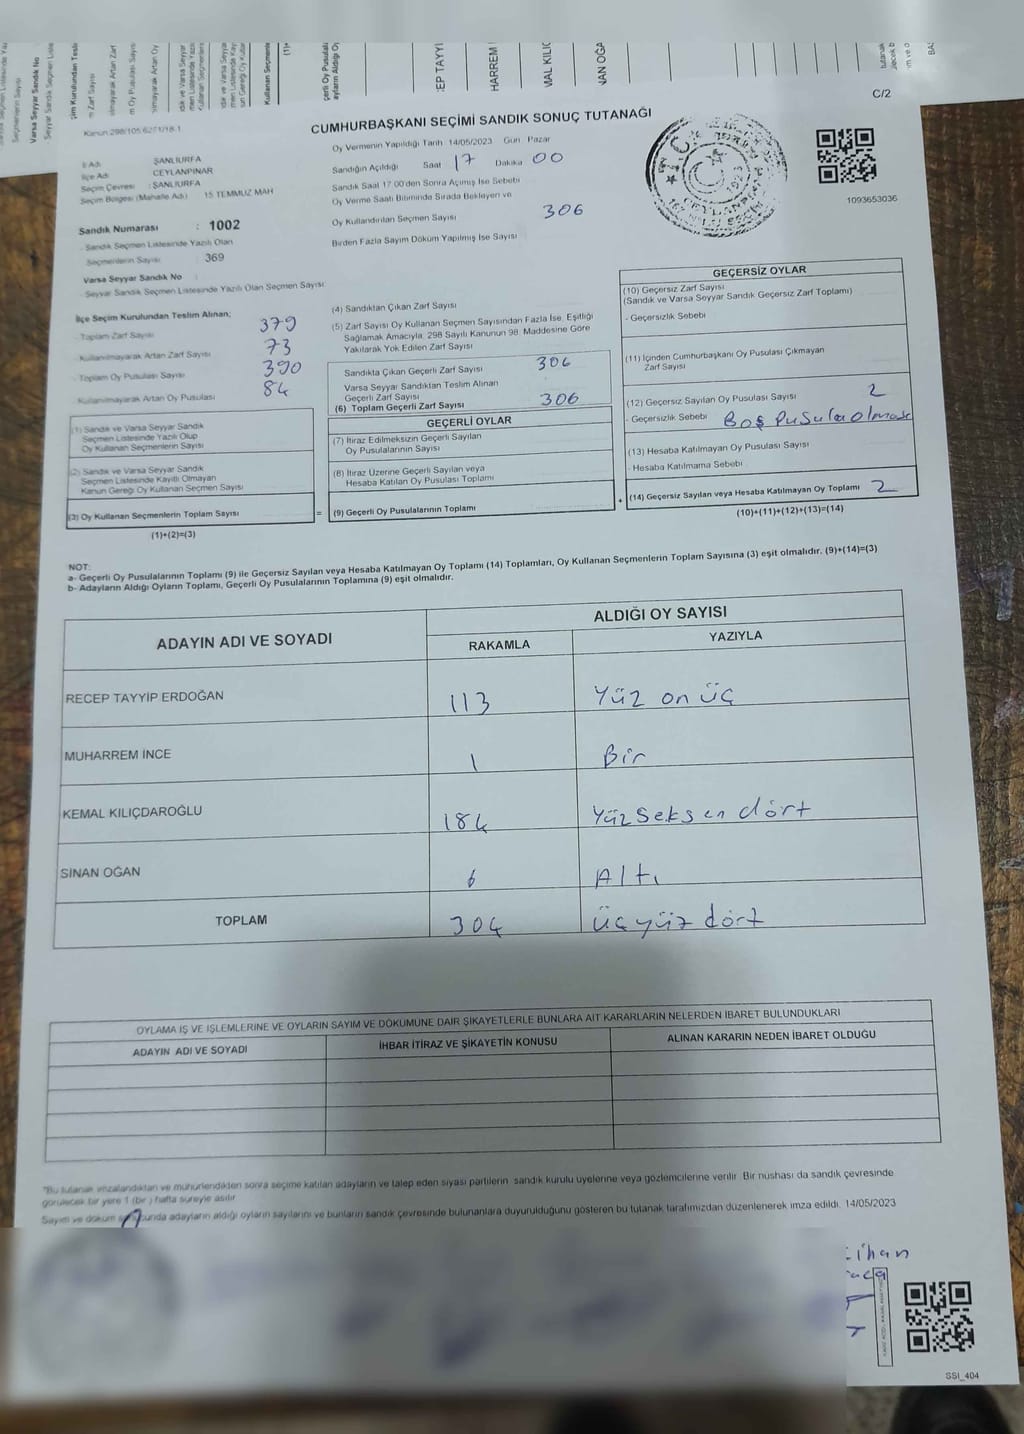 C/2
Kanun 298/105 627 1/18.1
CUMHURBAŞKANI SEÇİMİ SANDIK SONUÇ TUTANAĞI
Oy Vermenin Yapıldığı Tarih 14/05/2023 Gün Pazar
İli Adı ŞANLIURFA
İlçe Adı CEYLANPINAR
Seçim Çevresi : ŞANLIURFA
Seçim Bölgesi (Mahalle Adı) 15 TEMMUZ MAH
Sandığın Açıldığı Saat 17 Dakika 00
Sandık Saat 17 00'den Sonra Açılmış İse Sebebi
Oy Verme Saati Bitiminde Sırada Bekleyen ve
Oy Kullandırılan Seçmen Sayısı 306
Birden Fazla Sayım Döküm Yapılmış İse Sayısı
1093653036
Sandık Numarası : 1002
Sandık Seçmen Listesinde Yazılı Olan
Seçmenlerin Sayısı : 369
Varsa Seyyar Sandık No :
- Seyyar Sandık Seçmen Listesinde Yazılı Olan Seçmen Sayısı:
İlçe Seçim Kurulundan Teslim Alınan;
- Toplam Zarf Sayısı 379
- Kullanılmayarak Artan Zarf Sayısı 73
- Toplam Oy Pusulası Sayısı 390
- Kullanılmayarak Artan Oy Pusulası 84
(1) Sandık ve Varsa Seyyar Sandık
Seçmen Listesinde Yazılı Olup
Oy Kullanan Seçmenlerin Sayısı
(2) Sandık ve Varsa Seyyar Sandık
Seçmen Listesinde Kayıtlı Olmayan
Kanun Gereği Oy Kullanan Seçmen Sayısı
(3) Oy Kullanan Seçmenlerin Toplam Sayısı
(1)+(2)=(3)
(4) Sandıktan Çıkan Zarf Sayısı
(5) Zarf Sayısı Oy Kullanan Seçmen Sayısından Fazla İse, Eşitliği
Sağlamak Amacıyla, 298 Sayılı Kanunun 98. Maddesine Göre
Yakılarak Yok Edilen Zarf Sayısı
Sandıkta Çıkan Geçerli Zarf Sayısı 306
Varsa Seyyar Sandıktan Teslim Alınan
Geçerli Zarf Sayısı
(6) Toplam Geçerli Zarf Sayısı 306
GEÇERLİ OYLAR
(7) İtiraz Edilmeksizin Geçerli Sayılan
Oy Pusulalarının Sayısı
(8) İtiraz Üzerine Geçerli Sayılan veya
Hesaba Katılan Oy Pusulası Toplamı
= (9) Geçerli Oy Pusulalarının Toplamı +
GEÇERSİZ OYLAR
(10) Geçersiz Zarf Sayısı
(Sandık ve Varsa Seyyar Sandık Geçersiz Zarf Toplamı)
- Geçersizlik Sebebi
(11) İçinden Cumhurbaşkanı Oy Pusulası Çıkmayan
Zarf Sayısı
(12) Geçersiz Sayılan Oy Pusulası Sayısı 2
- Geçersizlik Sebebi Boş Pusula olması
(13) Hesaba Katılmayan Oy Pusulası Sayısı
- Hesaba Katılmama Sebebi
(14) Geçersiz Sayılan veya Hesaba Katılmayan Oy Toplamı 2
(10)+(11)+(12)+(13)=(14)
NOT:
a- Geçerli Oy Pusulalarının Toplamı (9) ile Geçersiz Sayılan veya Hesaba Katılmayan Oy Toplamı (14) Toplamları, Oy Kullanan Seçmenlerin Toplam Sayısına (3) eşit olmalıdır. (9)+(14)=(3)
b- Adayların Aldığı Oyların Toplamı, Geçerli Oy Pusulalarının Toplamına (9) eşit olmalıdır.
ADAYIN ADI VE SOYADI ALDIĞI OY SAYISI
RAKAMLA YAZIYLA
RECEP TAYYİP ERDOĞAN 113 Yüz on üç
MUHARREM İNCE 1 Bir
KEMAL KILIÇDAROĞLU 184 Yüz seksen dört
SİNAN OĞAN 6 Altı
TOPLAM 304 Üçyüz dört
OYLAMA İŞ VE İŞLEMLERİNE VE OYLARIN SAYIM VE DÖKÜMÜNE DAİR ŞİKAYETLERLE BUNLARA AİT KARARLARIN NELERDEN İBARET BULUNDUKLARI
ADAYIN ADI VE SOYADI İHBAR İTİRAZ VE ŞİKAYETİN KONUSU ALINAN KARARIN NEDEN İBARET OLDUĞU
*Bu tutanak imzalandıktan ve mühürlendikten sonra seçime katılan adayların ve talep eden siyasi partilerin sandık kurulu üyelerine veya gözlemcilerine verilir. Bir nüshası da sandık çevresinde
görülecek bir yere 1 (bir) hafta süreyle asılır.
Sayım ve döküm sonunda adayların aldığı oyların sayılarını ve bunların sandık çevresinde bulunanlara duyurulduğunu gösteren bu tutanak tarafımızdan düzenlenerek imza edildi. 14/05/2023
SSI_404